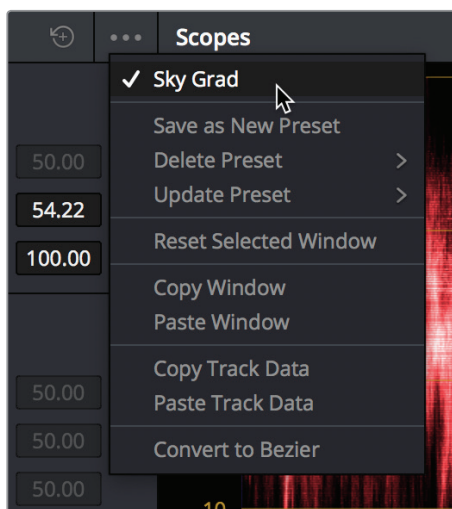 Scopes
Sky Grad
Save as New Preset
50.00
Delete Preset
Update Preset
54.22
Reset Selected Window
100.00
Copy Window
Paste Window
Copy Track Data
50.00
Paste Track Data
50.00
Convert to Bezier
50.00
10